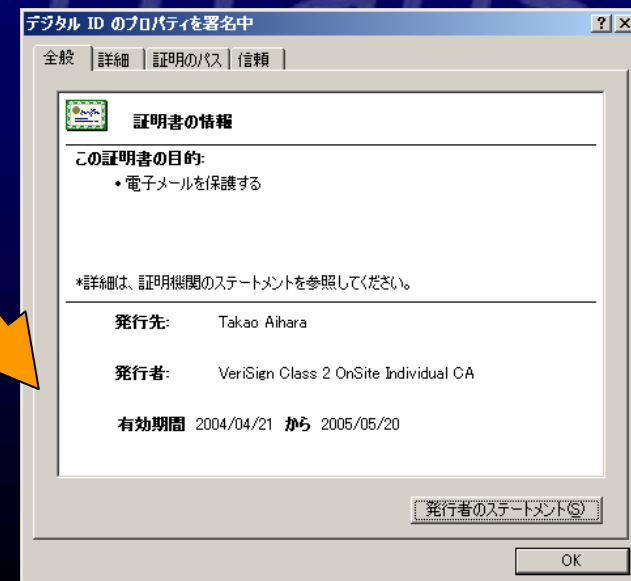 デジタル ID のプロパティを署名中
全般 詳細 証明のパス 信頼
証明書の情報
この証明書の目的:
• 電子メールを保護する
*詳細は、証明機関のステートメントを参照してください。
発行先: Takao Aihara
発行者: VeriSign Class 2 OnSite Individual CA
有効期間 2004/04/21 から 2005/05/20
発行者のステートメント(S)
OK